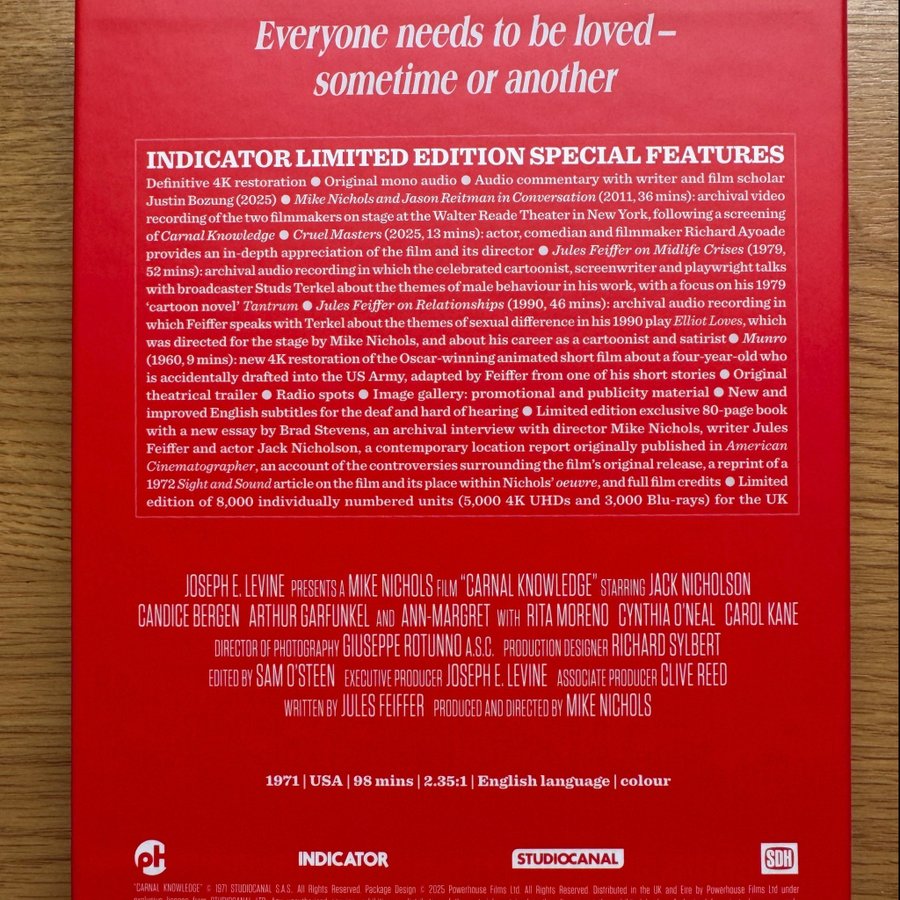 Everyone needs to be loved –
sometime or another
INDICATOR LIMITED EDITION SPECIAL FEATURES
Definitive 4K restoration ● Original mono audio ● Audio commentary with writer and film scholar
Justin Bozung (2025) ● Mike Nichols and Jason Reitman in Conversation (2011, 36 mins): archival video
recording of the two filmmakers on stage at the Walter Reade Theater in New York, following a screening
of Carnal Knowledge ● Cruel Masters (2025, 13 mins): actor, comedian and filmmaker Richard Ayoade
provides an in-depth appreciation of the film and its director ● Jules Feiffer on Midlife Crises (1979,
52 mins): archival audio recording in which the celebrated cartoonist, screenwriter and playwright talks
with broadcaster Studs Terkel about the themes of male behaviour in his work, with a focus on his 1979
‘cartoon novel’ Tantrum ● Jules Feiffer on Relationships (1990, 46 mins): archival audio recording in
which Feiffer speaks with Terkel about the themes of sexual difference in his 1990 play Elliot Loves, which
was directed for the stage by Mike Nichols, and about his career as a cartoonist and satirist ● Munro
(1960, 9 mins): new 4K restoration of the Oscar-winning animated short film about a four-year-old who
is accidentally drafted into the US Army, adapted by Feiffer from one of his short stories ● Original
theatrical trailer ● Radio spots ● Image gallery: promotional and publicity material ● New and
improved English subtitles for the deaf and hard of hearing ● Limited edition exclusive 80-page book
with a new essay by Brad Stevens, an archival interview with director Mike Nichols, writer Jules
Feiffer and actor Jack Nicholson, a contemporary location report originally published in American
Cinematographer, an account of the controversies surrounding the film’s original release, a reprint of a
1972 Sight and Sound article on the film and its place within Nichols’ oeuvre, and full film credits ● Limited
edition of 8,000 individually numbered units (5,000 4K UHDs and 3,000 Blu-rays) for the UK
JOSEPH E. LEVINE PRESENTS A MIKE NICHOLS FILM “CARNAL KNOWLEDGE” STARRING JACK NICHOLSON
CANDICE BERGEN ARTHUR GARFUNKEL AND ANN-MARGRET WITH RITA MORENO CYNTHIA O’NEAL CAROL KANE
DIRECTOR OF PHOTOGRAPHY GIUSEPPE ROTUNNO A.S.C. PRODUCTION DESIGNER RICHARD SYLBERT
EDITED BY SAM O’STEEN EXECUTIVE PRODUCER JOSEPH E. LEVINE ASSOCIATE PRODUCER CLIVE REED
WRITTEN BY JULES FEIFFER PRODUCED AND DIRECTED BY MIKE NICHOLS
1971 | USA | 98 mins | 2.35:1 | English language | colour
pH INDICATOR STUDIOCANAL SDH
“CARNAL KNOWLEDGE” © 1971 STUDIOCANAL S.A.S. All Rights Reserved. Package Design © 2025 Powerhouse Films Ltd. All Rights Reserved. Distributed in the UK and Eire by Powerhouse Films Ltd under